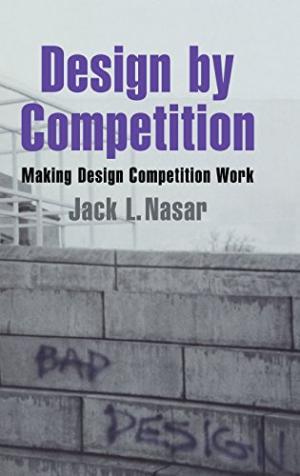 Design by
Competition
Making Design Competition Work
Jack L. Nasar
BAD
DESIGN